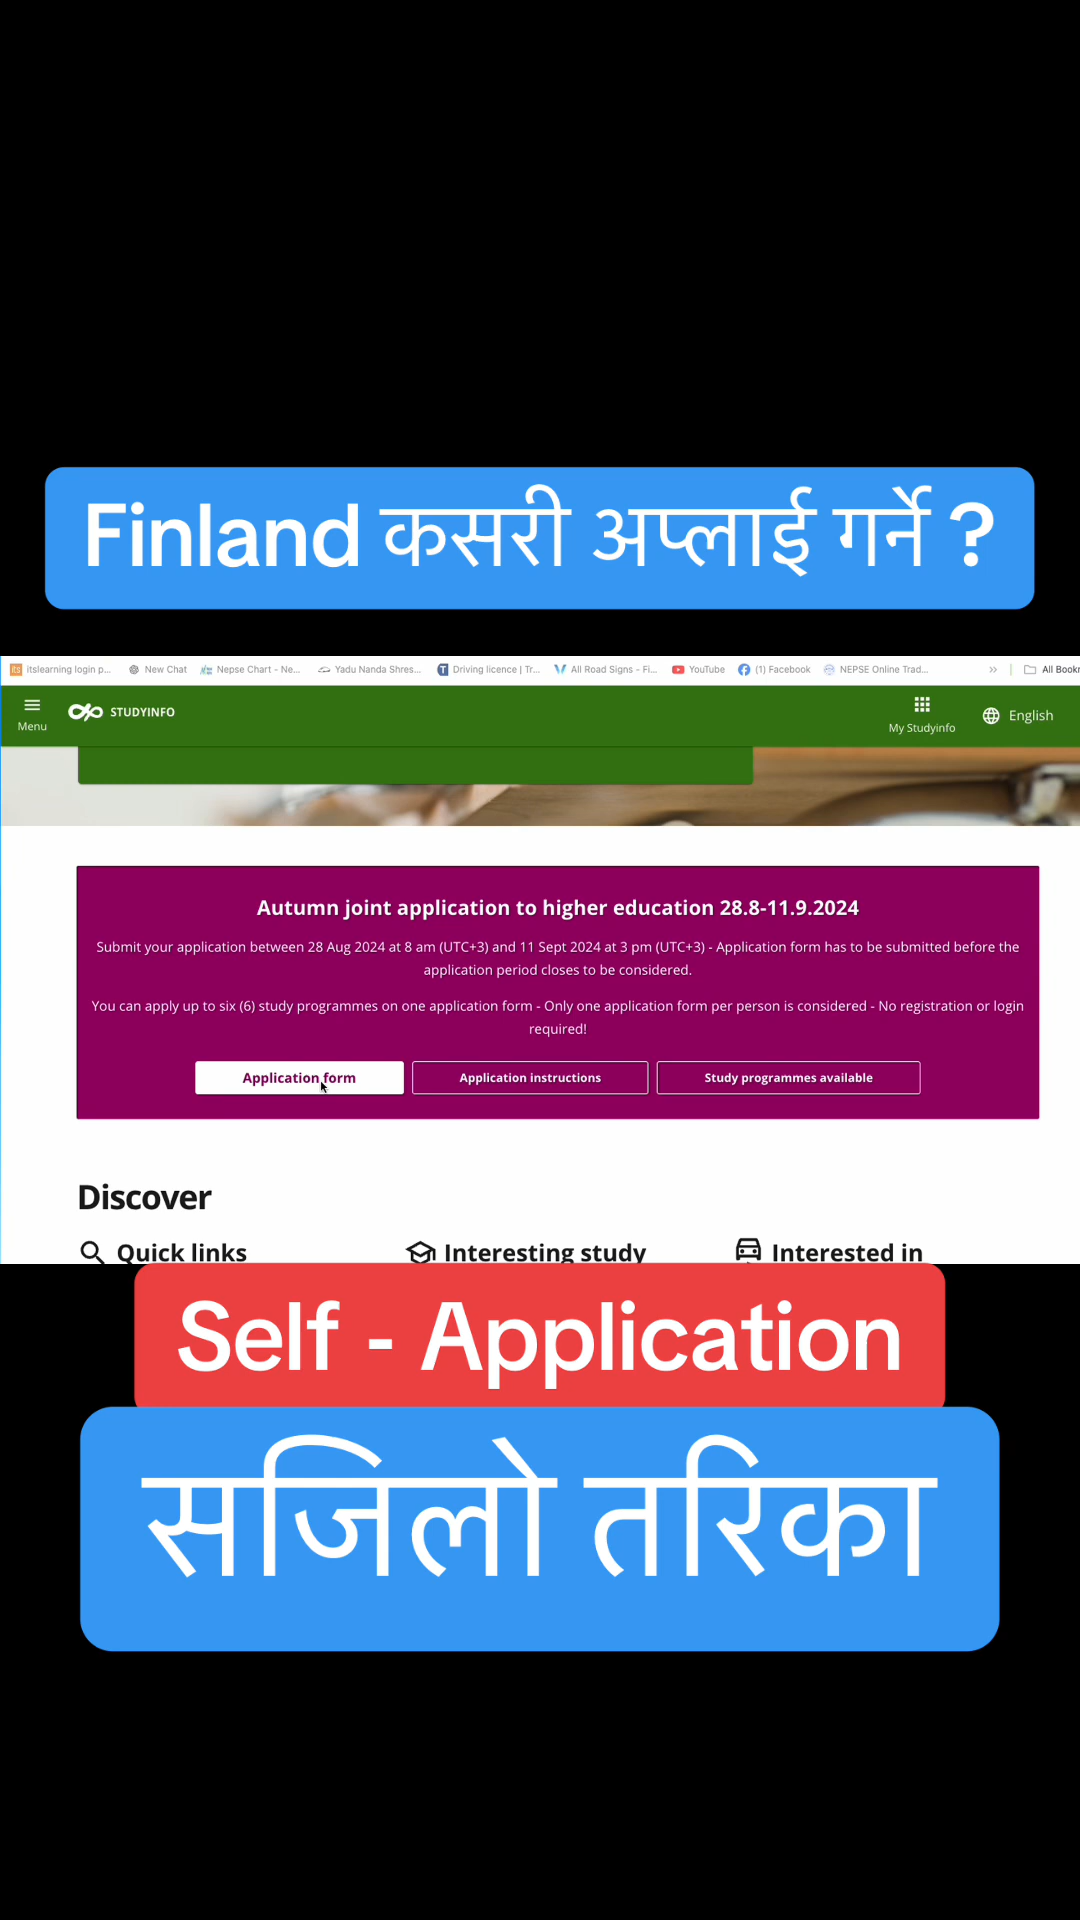 Finland कसरी अप्लाई गर्ने ?
itslearning login p... New Chat Nepse Chart - Ne... Yadu Nanda Shres... Driving licence | Tr... All Road Signs - Fi... YouTube (1) Facebook NEPSE Online Trad... » All Bookr
Menu STUDYINFO My Studyinfo English
Autumn joint application to higher education 28.8-11.9.2024
Submit your application between 28 Aug 2024 at 8 am (UTC+3) and 11 Sept 2024 at 3 pm (UTC+3) - Application form has to be submitted before the
application period closes to be considered.
You can apply up to six (6) study programmes on one application form - Only one application form per person is considered - No registration or login
required!
Application form Application instructions Study programmes available
Discover
Quick links Interesting study Interested in
Self - Application
सजिलो तरिका